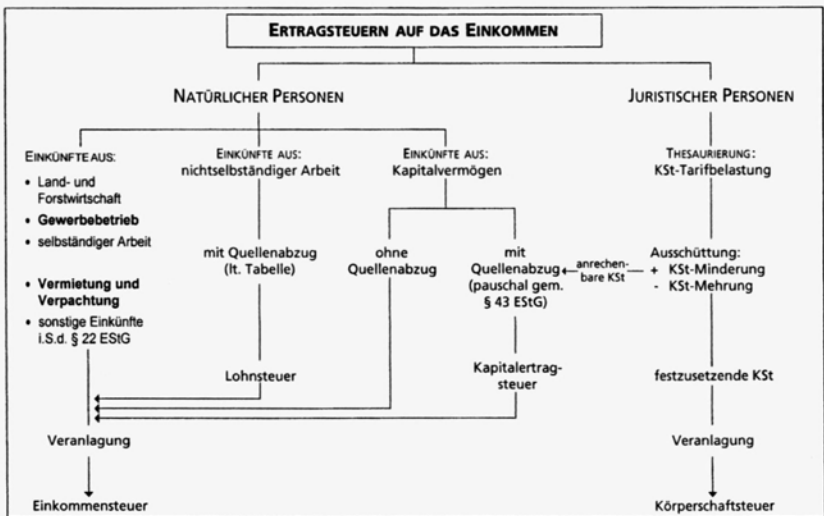 ERTRAGSTEUERN AUF DAS EINKOMMEN
NATÜRLICHER PERSONEN
JURISTISCHER PERSONEN
EINKÜNFTE AUS:
• Land- und
Forstwirtschaft
• Gewerbebetrieb
• selbständiger Arbeit
• Vermietung und
Verpachtung
• sonstige Einkünfte
i.S.d. § 22 EStG
EINKÜNFTE AUS:
nichtselbständiger Arbeit
mit Quellenabzug
(lt. Tabelle)
Lohnsteuer
EINKÜNFTE AUS:
Kapitalvermögen
ohne
Quellenabzug
mit
Quellenabzug
(pauschal gem.
§ 43 EStG)
Kapitalertrag-
steuer
anrechen-
bare KSt
THESAURIERUNG:
KSt-Tarifbelastung
Ausschüttung:
+ KSt-Minderung
- KSt-Mehrung
festzusetzende KSt
Veranlagung
Veranlagung
Einkommensteuer
Körperschaftsteuer